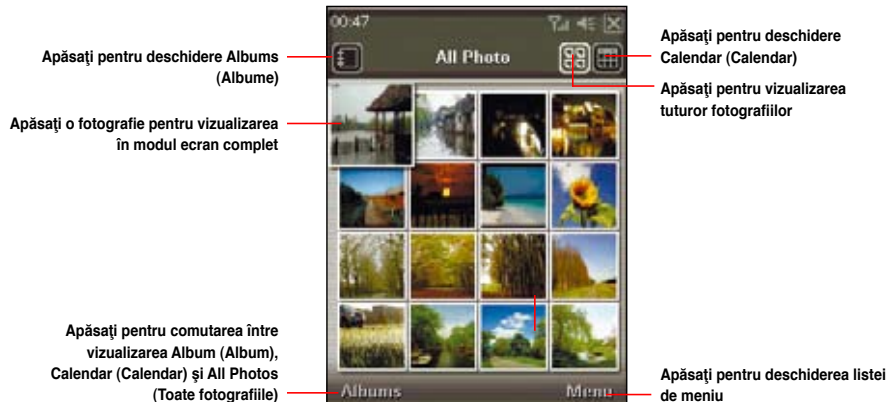 Apăsaţi pentru deschidere Albums
(Albume)
Apăsaţi o fotografie pentru vizualizarea
în modul ecran complet
Apăsaţi pentru comutarea între
vizualizarea Album (Album),
Calendar (Calendar) şi All Photos
(Toate fotografiile)
00:47
All Photo
Albums
Menu
Apăsaţi pentru deschidere
Calendar (Calendar)
Apăsaţi pentru vizualizarea
tuturor fotografiilor
Apăsaţi pentru deschiderea listei
de meniu